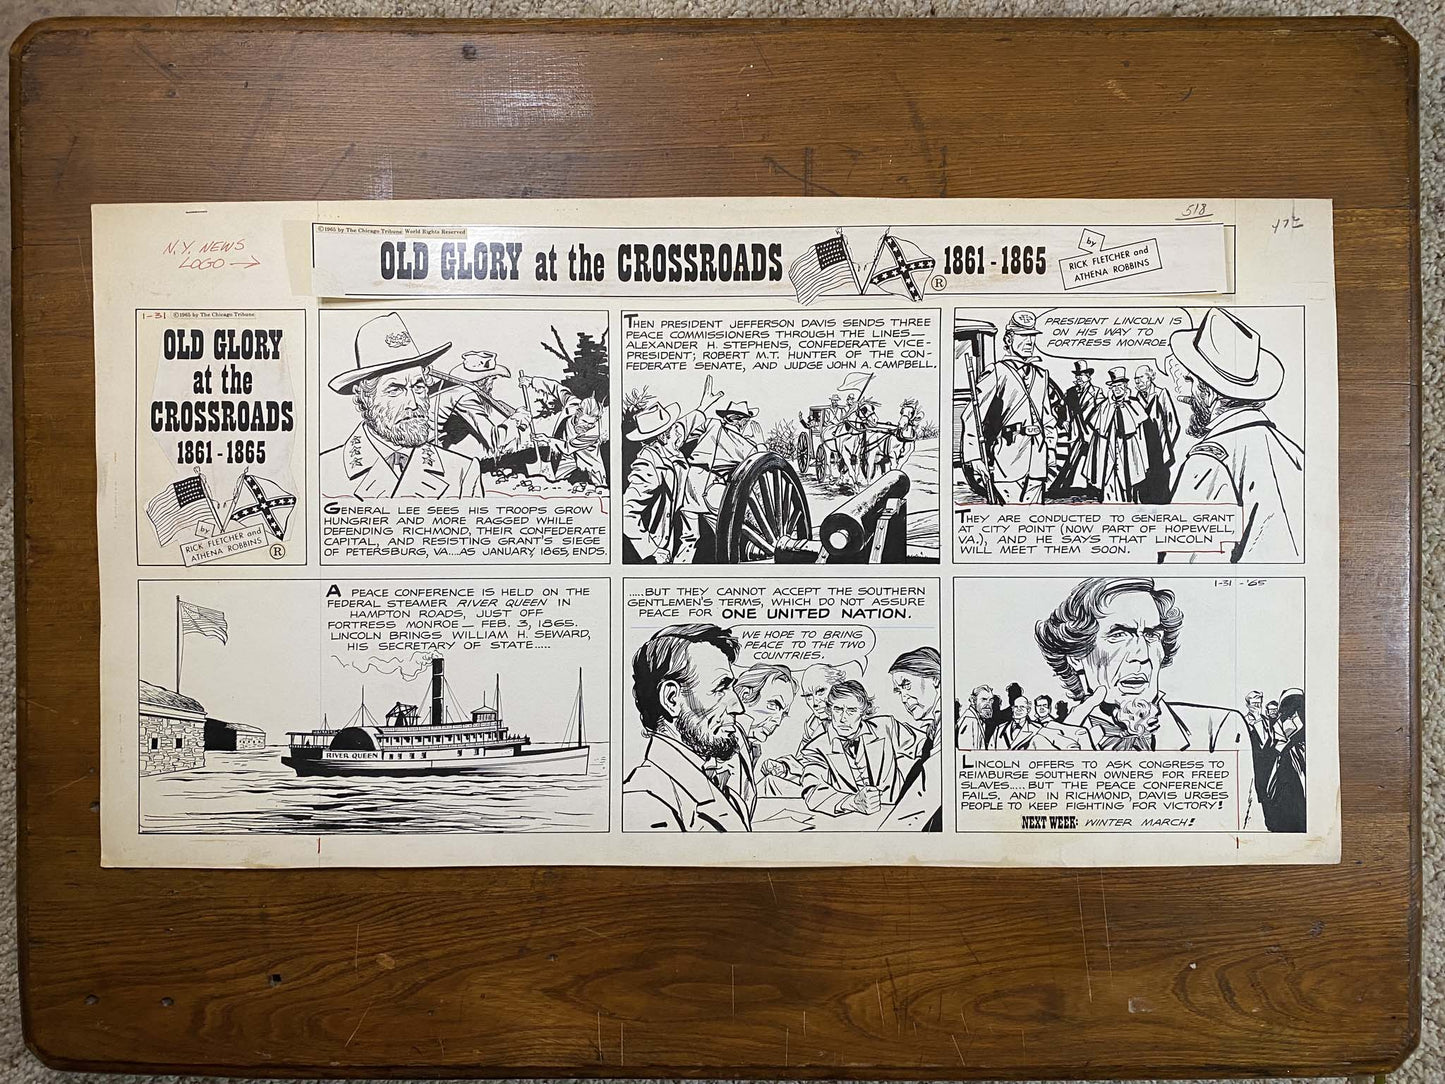 518
N.Y. NEWS
LOGO →
©1965 by The Chicago Tribune World Rights Reserved
OLD GLORY at the CROSSROADS 1861 - 1865
by
RICK FLETCHER and
ATHENA ROBBINS
®
1-31 ©1965 by The Chicago Tribune
OLD GLORY
at the
CROSSROADS
1861 - 1865
by
RICK FLETCHER and
ATHENA ROBBINS
®
GENERAL LEE SEES HIS TROOPS GROW
HUNGRIER AND MORE RAGGED WHILE
DEFENDING RICHMOND, THEIR CONFEDERATE
CAPITAL, AND RESISTING GRANT'S SIEGE
OF PETERSBURG, VA....AS JANUARY 1865, ENDS.
THEN PRESIDENT JEFFERSON DAVIS SENDS THREE
PEACE COMMISSIONERS THROUGH THE LINES—
ALEXANDER H. STEPHENS, CONFEDERATE VICE-
PRESIDENT; ROBERT M.T. HUNTER OF THE CON-
FEDERATE SENATE, AND JUDGE JOHN A. CAMPBELL.
PRESIDENT LINCOLN IS
ON HIS WAY TO
FORTRESS MONROE.
THEY ARE CONDUCTED TO GENERAL GRANT
AT CITY POINT (NOW PART OF HOPEWELL,
VA.), AND HE SAYS THAT LINCOLN
WILL MEET THEM SOON.
A PEACE CONFERENCE IS HELD ON THE
FEDERAL STEAMER RIVER QUEEN IN
HAMPTON ROADS, JUST OFF
FORTRESS MONROE— FEB. 3, 1865.
LINCOLN BRINGS WILLIAM H. SEWARD,
HIS SECRETARY OF STATE.....
RIVER QUEEN
.....BUT THEY CANNOT ACCEPT THE SOUTHERN
GENTLEMEN'S TERMS, WHICH DO NOT ASSURE
PEACE FOR ONE UNITED NATION.
WE HOPE TO BRING
PEACE TO THE TWO
COUNTRIES.
1-31-'65
LINCOLN OFFERS TO ASK CONGRESS TO
REIMBURSE SOUTHERN OWNERS FOR FREED
SLAVES.....BUT THE PEACE CONFERENCE
FAILS, AND IN RICHMOND, DAVIS URGES
PEOPLE TO KEEP FIGHTING FOR VICTORY!
NEXT WEEK: WINTER MARCH!